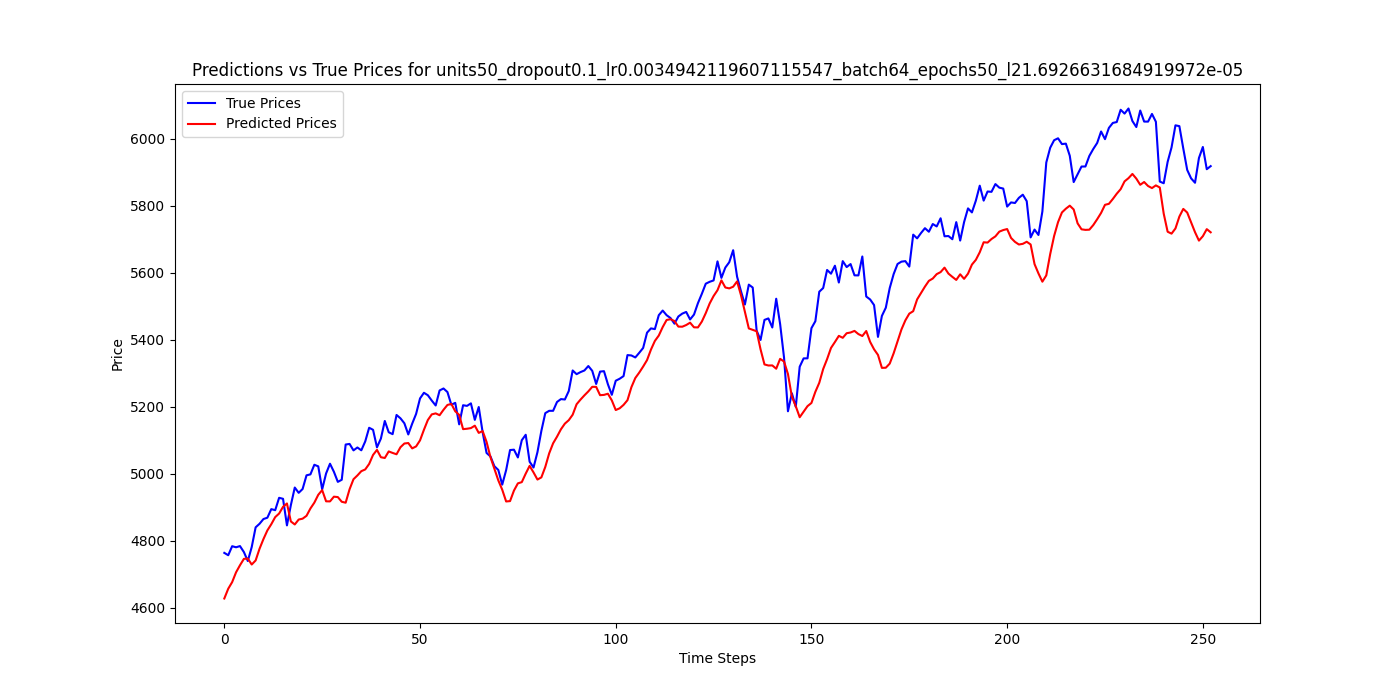 Predictions vs True Prices for units50_dropout0.1_lr0.0034942119607115547_batch64_epochs50_l21.6926631684919972e-05
True Prices
Predicted Prices
6000
5800
5600
5400
5200
5000
4800
4600
Price
0 50 100 150 200 250
Time Steps